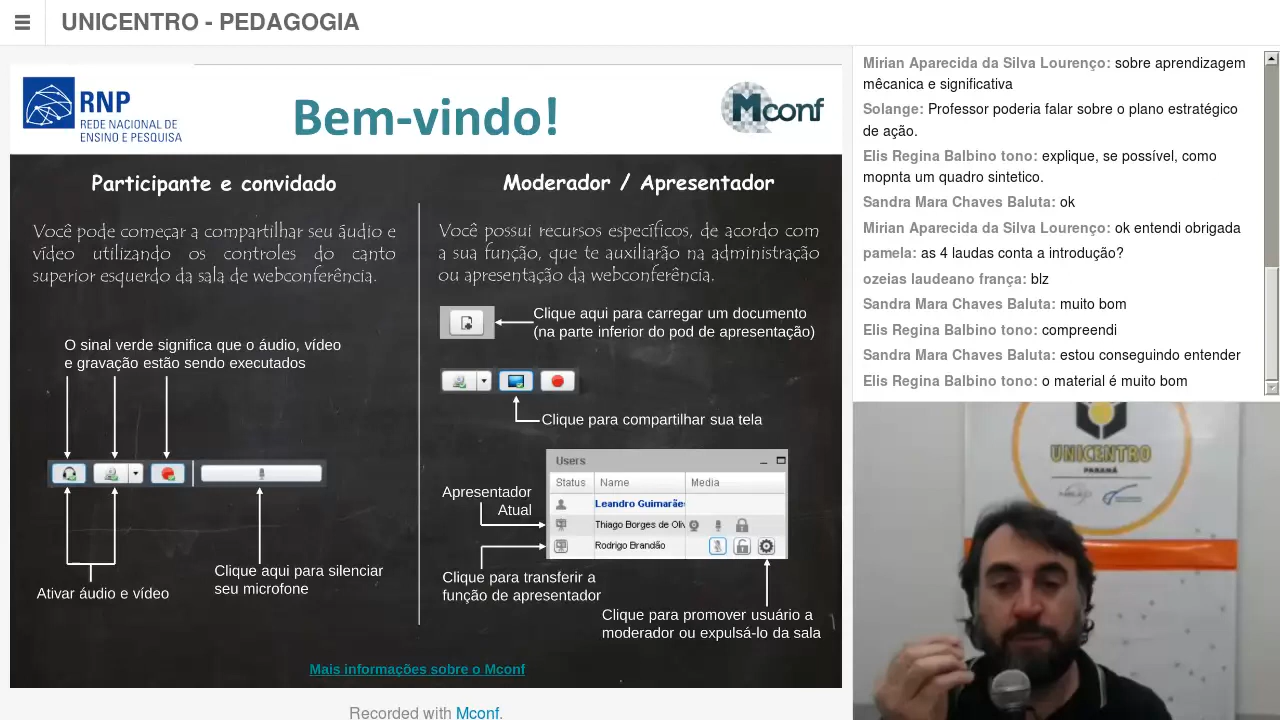 UNICENTRO - PEDAGOGIA
RNP
REDE NACIONAL DE
ENSINO E PESQUISA
Bem-vindo!
Mconf
Participante e convidado
Você pode começar a compartilhar seu áudio e
vídeo utilizando os controles do canto
superior esquerdo da sala de webconferência.
O sinal verde significa que o áudio, vídeo
e gravação estão sendo executados
Ativar áudio e vídeo
Clique aqui para silenciar
seu microfone
Moderador / Apresentador
Você possui recursos específicos, de acordo com
a sua função, que te auxiliarão na administração
ou apresentação da webconferência.
Clique aqui para carregar um documento
(na parte inferior do pod de apresentação)
Clique para compartilhar sua tela
Users
Status Name Media
Leandro Guimarães
Thiago Borges de Oliv
Rodrigo Brandão
Apresentador
Atual
Clique para transferir a
função de apresentador
Clique para promover usuário a
moderador ou expulsá-lo da sala
Mais informações sobre o Mconf
Recorded with Mconf.
Mirian Aparecida da Silva Lourenço: sobre aprendizagem
mêcanica e significativa
Solange: Professor poderia falar sobre o plano estratégico
de ação.
Elis Regina Balbino tono: explique, se possível, como
mopnta um quadro sintetico.
Sandra Mara Chaves Baluta: ok
Mirian Aparecida da Silva Lourenço: ok entendi obrigada
pamela: as 4 laudas conta a introdução?
ozeias laudeano frança: blz
Sandra Mara Chaves Baluta: muito bom
Elis Regina Balbino tono: compreendi
Sandra Mara Chaves Baluta: estou conseguindo entender
Elis Regina Balbino tono: o material é muito bom
UNICENTRO
PARANÁ